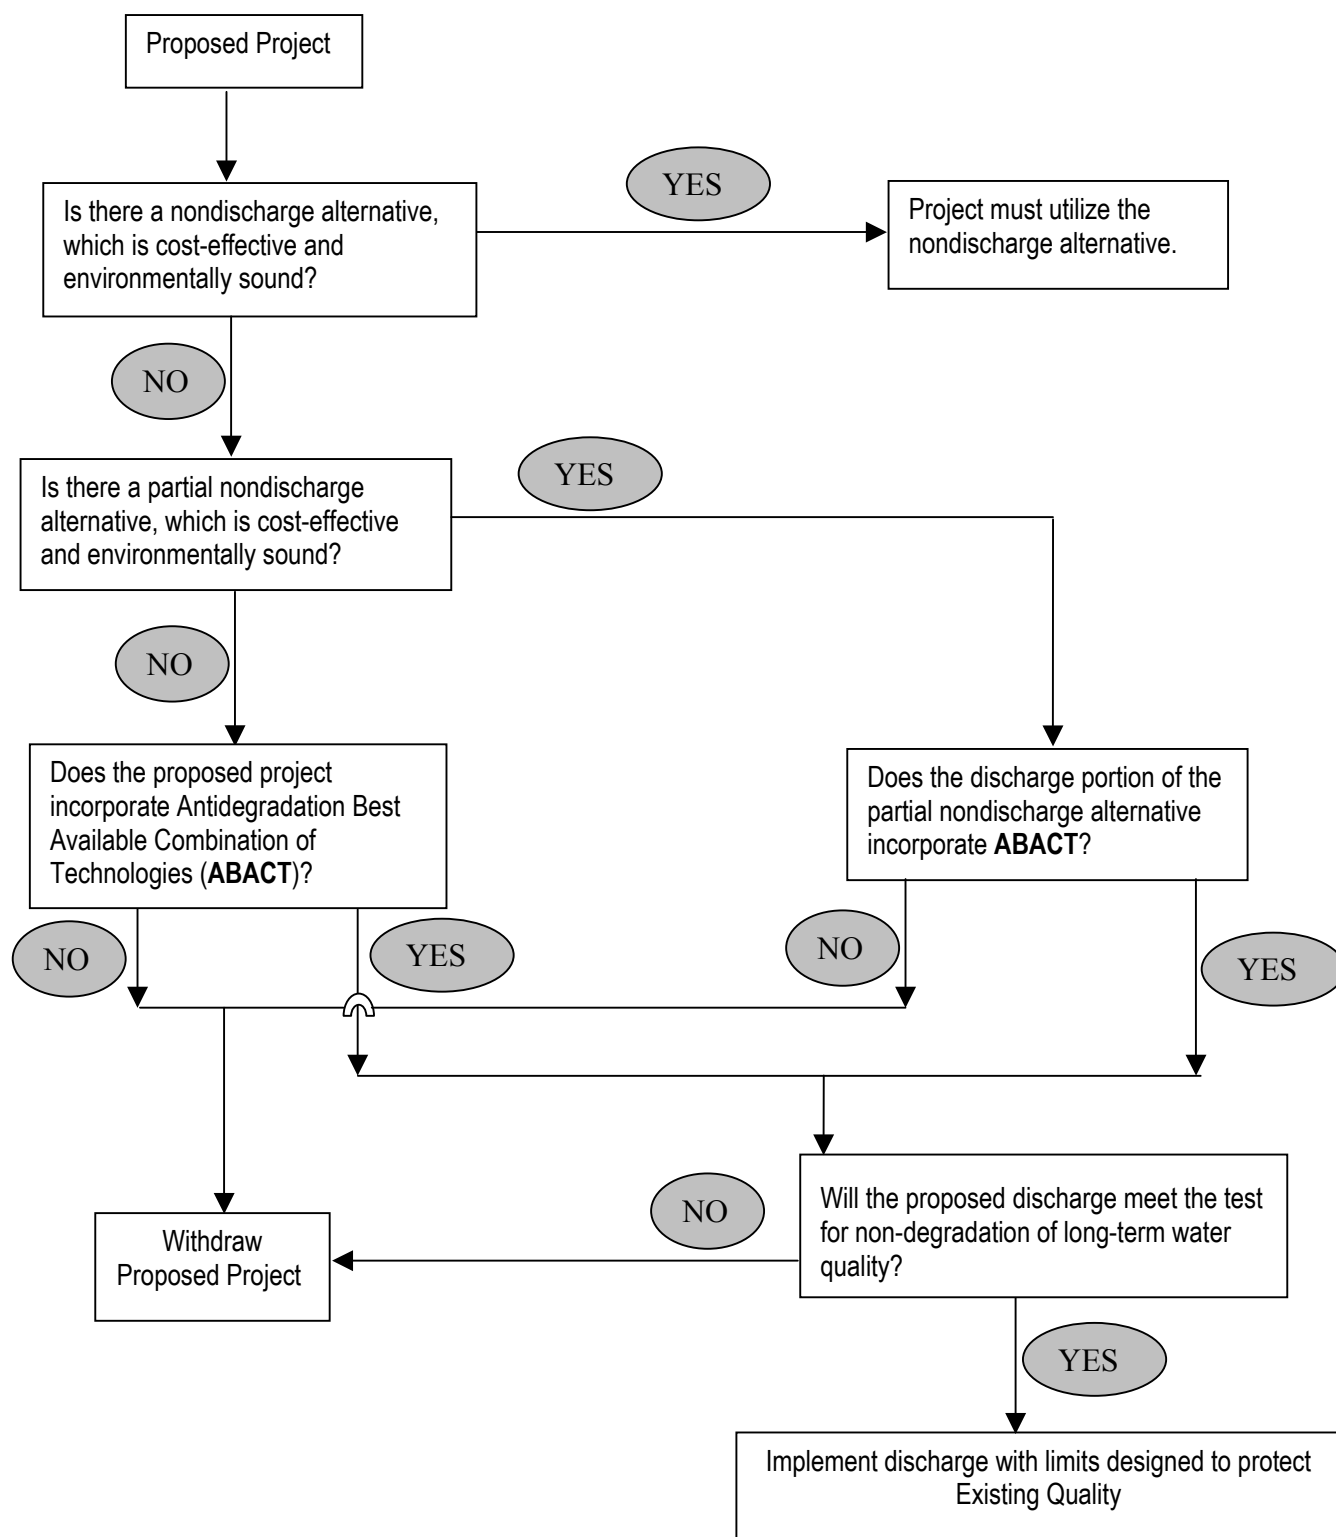 Proposed Project
YES
Is there a nondischarge alternative,
which is cost-effective and
environmentally sound?
Project must utilize the
nondischarge alternative.
NO
YES
Is there a partial nondischarge
alternative, which is cost-effective
and environmentally sound?
NO
Does the proposed project
incorporate Antidegradation Best
Available Combination of
Technologies (ABACT)?
Does the discharge portion of the
partial nondischarge alternative
incorporate ABACT?
NO
YES
NO
YES
NO
Will the proposed discharge meet the test
for non-degradation of long-term water
quality?
Withdraw
Proposed Project
YES
Implement discharge with limits designed to protect
Existing Quality